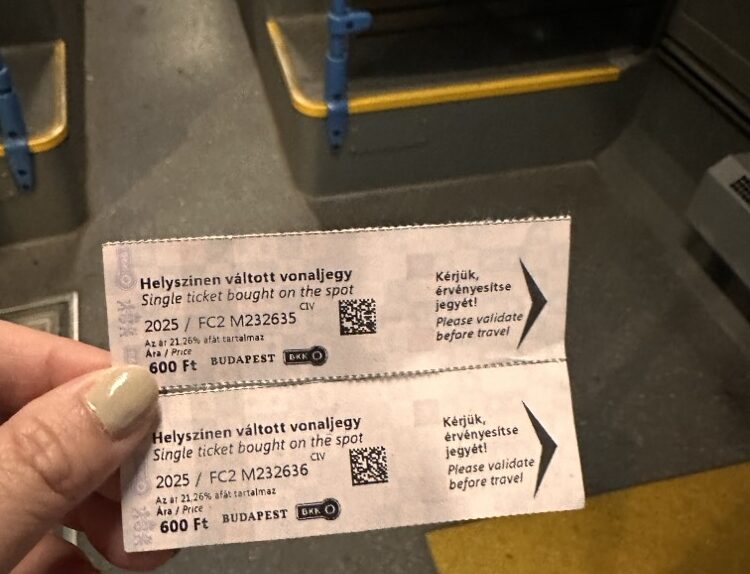 Helyszínen váltott vonaljegy
Single ticket bought on the spot
CIV
2025 / FC2 M232635
Az ár 21,26% áfát tartalmaz
Ára / Price
600 Ft BUDAPEST BKK
Kérjük,
érvényesítse
jegyét!
Please validate
before travel
Helyszínen váltott vonaljegy
Single ticket bought on the spot
CIV
2025 / FC2 M232636
Az ár 21,26% áfát tartalmaz
Ára / Price
600 Ft BUDAPEST BKK
Kérjük,
érvényesítse
jegyét!
Please validate
before travel